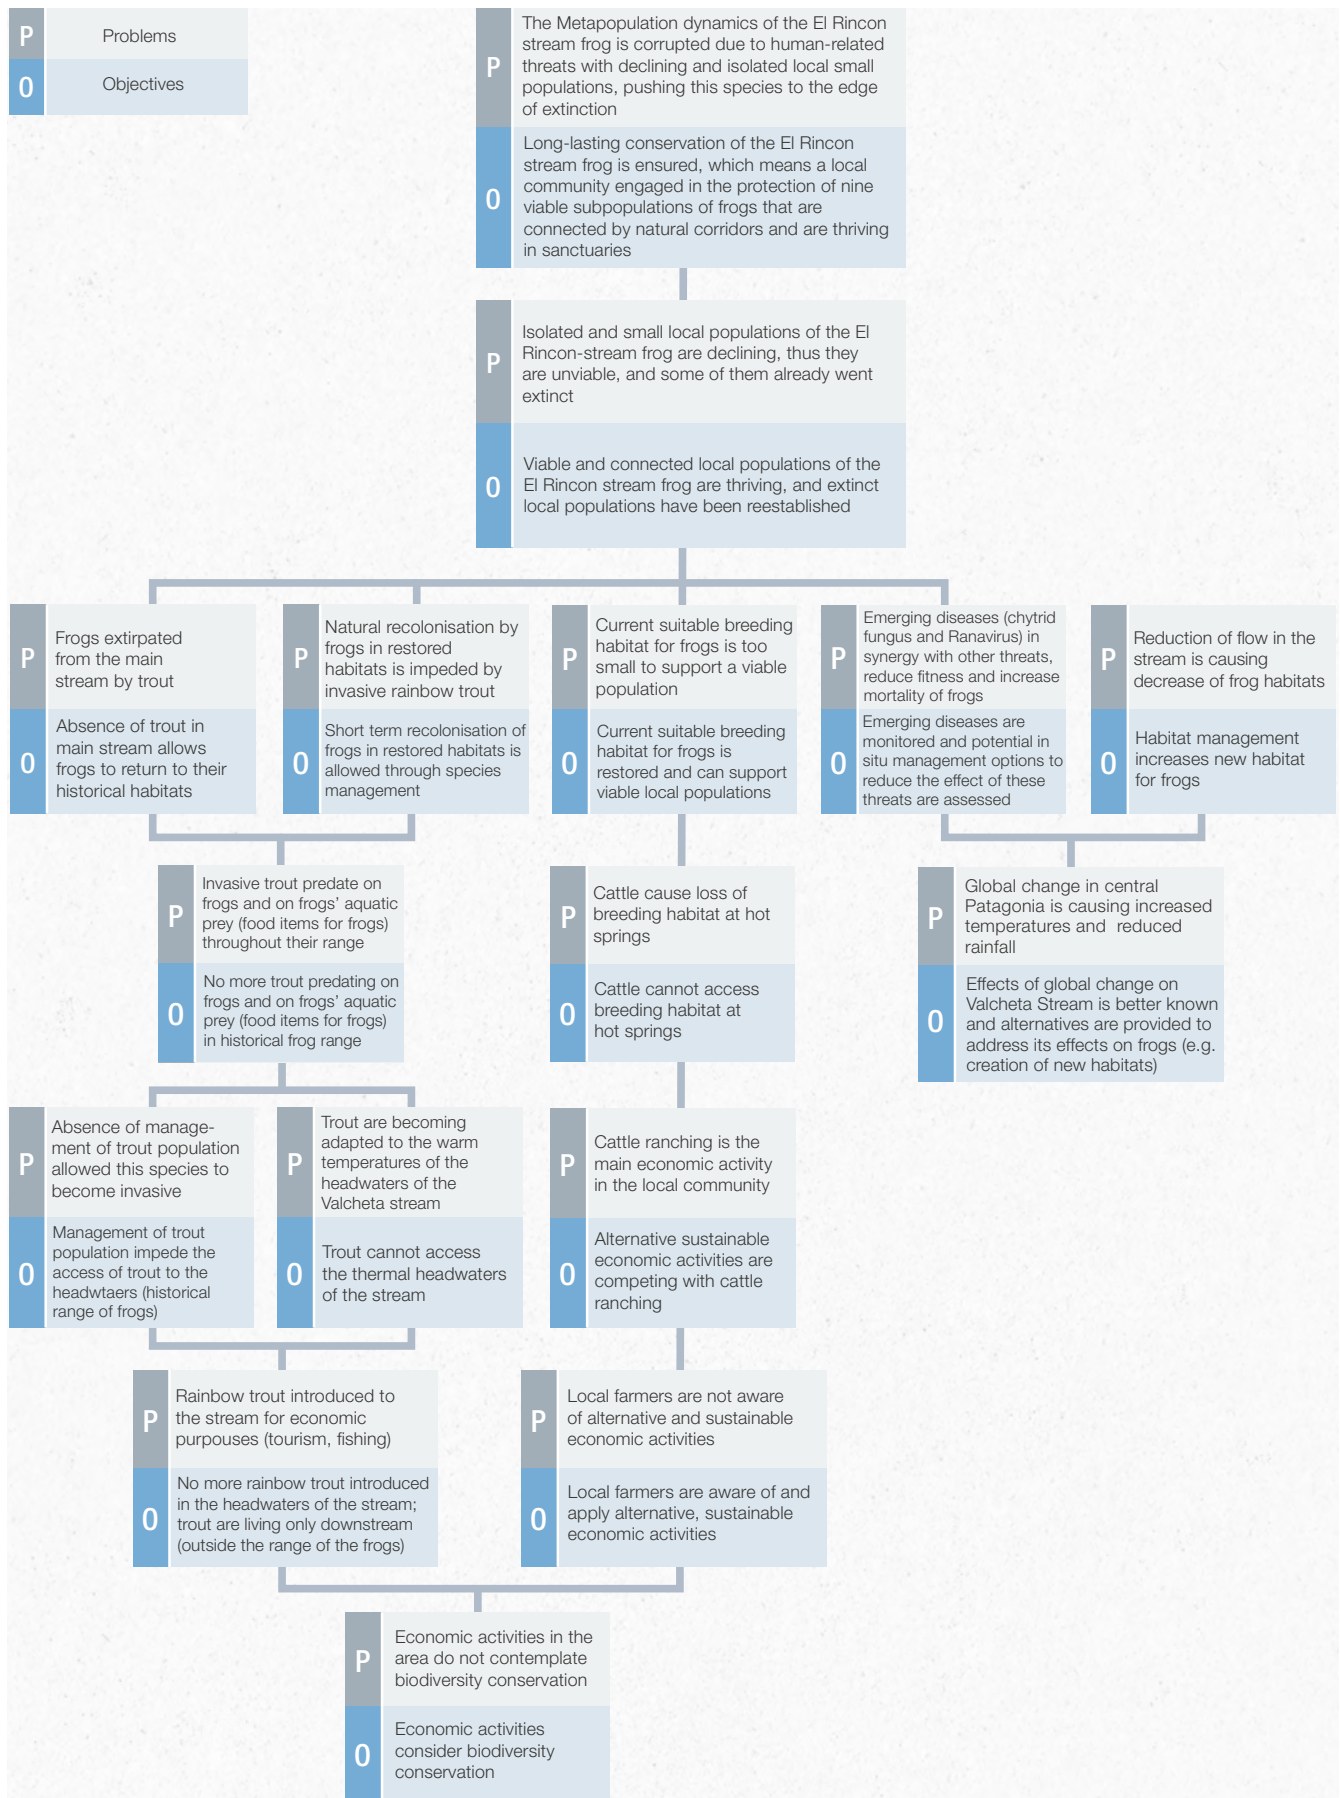 P
Problems
O
Objectives
P
The Metapopulation dynamics of the El Rincon
stream frog is corrupted due to human-related
threats with declining and isolated local small
populations, pushing this species to the edge
of extinction
O
Long-lasting conservation of the El Rincon
stream frog is ensured, which means a local
community engaged in the protection of nine
viable subpopulations of frogs that are
connected by natural corridors and are thriving
in sanctuaries
P
Isolated and small local populations of the El
Rincon-stream frog are declining, thus they
are unviable, and some of them already went
extinct
O
Viable and connected local populations of the
El Rincon stream frog are thriving, and extinct
local populations have been reestablished
P
Frogs extirpated
from the main
stream by trout
O
Absence of trout in
main stream allows
frogs to return to their
historical habitats
P
Natural recolonisation by
frogs in restored
habitats is impeded by
invasive rainbow trout
O
Short term recolonisation of
frogs in restored habitats is
allowed through species
management
P
Current suitable breeding
habitat for frogs is too
small to support a viable
population
O
Current suitable breeding
habitat for frogs is
restored and can support
viable local populations
P
Emerging diseases (chytrid
fungus and Ranavirus) in
synergy with other threats,
reduce fitness and increase
mortality of frogs
O
Emerging diseases are
monitored and potential in
situ management options to
reduce the effect of these
threats are assessed
P
Reduction of flow in the
stream is causing
decrease of frog habitats
O
Habitat management
increases new habitat
for frogs
P
Invasive trout predate on
frogs and on frogs' aquatic
prey (food items for frogs)
throughout their range
O
No more trout predating on
frogs and on frogs' aquatic
prey (food items for frogs)
in historical frog range
P
Cattle cause loss of
breeding habitat at hot
springs
O
Cattle cannot access
breeding habitat at
hot springs
P
Global change in central
Patagonia is causing increased
temperatures and reduced
rainfall
O
Effects of global change on
Valcheta Stream is better known
and alternatives are provided to
address its effects on frogs (e.g.
creation of new habitats)
P
Absence of manage-
ment of trout population
allowed this species to
become invasive
O
Management of trout
population impede the
access of trout to the
headwtaers (historical
range of frogs)
P
Trout are becoming
adapted to the warm
temperatures of the
headwaters of the
Valcheta stream
O
Trout cannot access
the thermal headwaters
of the stream
P
Cattle ranching is the
main economic activity
in the local community
O
Alternative sustainable
economic activities are
competing with cattle
ranching
P
Rainbow trout introduced to
the stream for economic
purpouses (tourism, fishing)
O
No more rainbow trout introduced
in the headwaters of the stream;
trout are living only downstream
(outside the range of the frogs)
P
Local farmers are not aware
of alternative and sustainable
economic activities
O
Local farmers are aware of and
apply alternative, sustainable
economic activities
P
Economic activities in the
area do not contemplate
biodiversity conservation
O
Economic activities
consider biodiversity
conservation